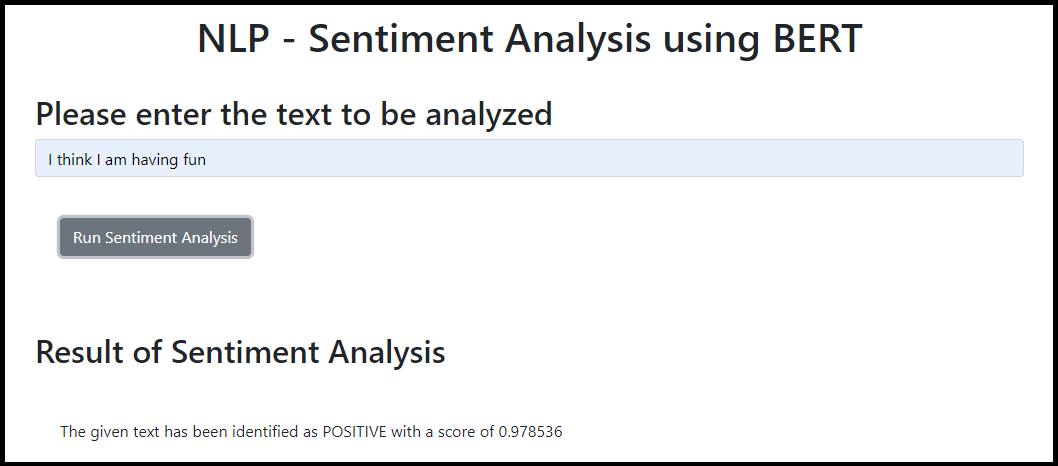 NLP - Sentiment Analysis using BERT
Please enter the text to be analyzed
I think I am having fun
Run Sentiment Analysis
Result of Sentiment Analysis
The given text has been identified as POSITIVE with a score of 0.978536